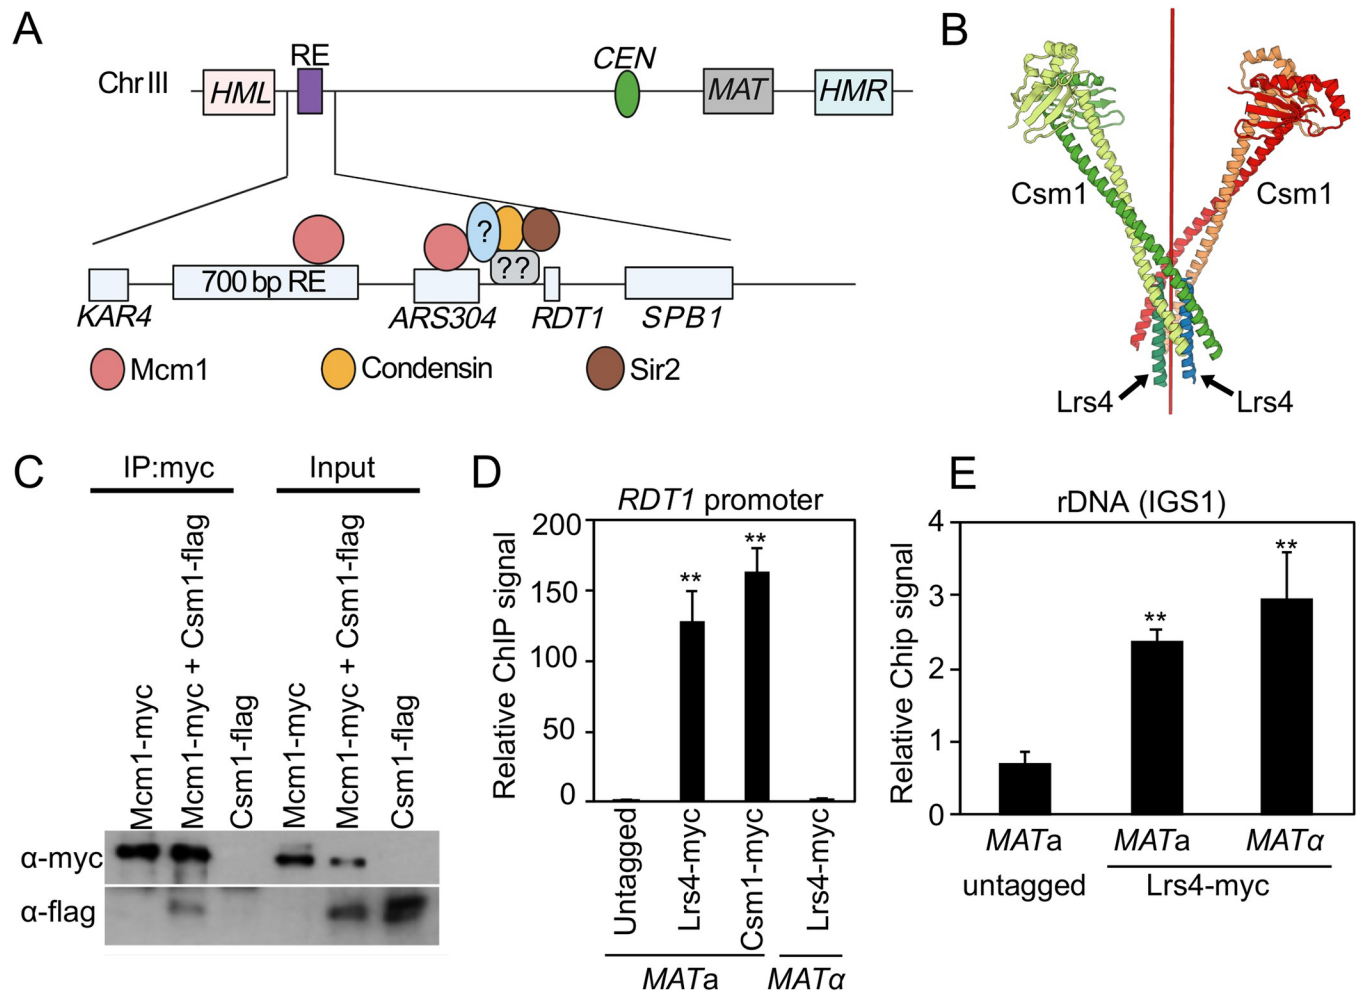 A
Chr III
HML
RE
CEN
MAT
HMR
?
??
700 bp RE
KAR4
ARS304
RDT1
SPB1
Mcm1
Condensin
Sir2
B
Csm1
Csm1
Lrs4
Lrs4
C
IP:myc
Input
Mcm1-myc
Mcm1-myc + Csm1-flag
Csm1-flag
Mcm1-myc
Mcm1-myc + Csm1-flag
Csm1-flag
α-myc
α-flag
D
RDT1 promoter
Relative ChIP signal
200
150
100
50
0
**
**
Untagged
Lrs4-myc
Csm1-myc
Lrs4-myc
MATa
MATα
E
rDNA (IGS1)
Relative Chip signal
4
3
2
1
0
**
**
MATa
MATa
MATα
untagged
Lrs4-myc